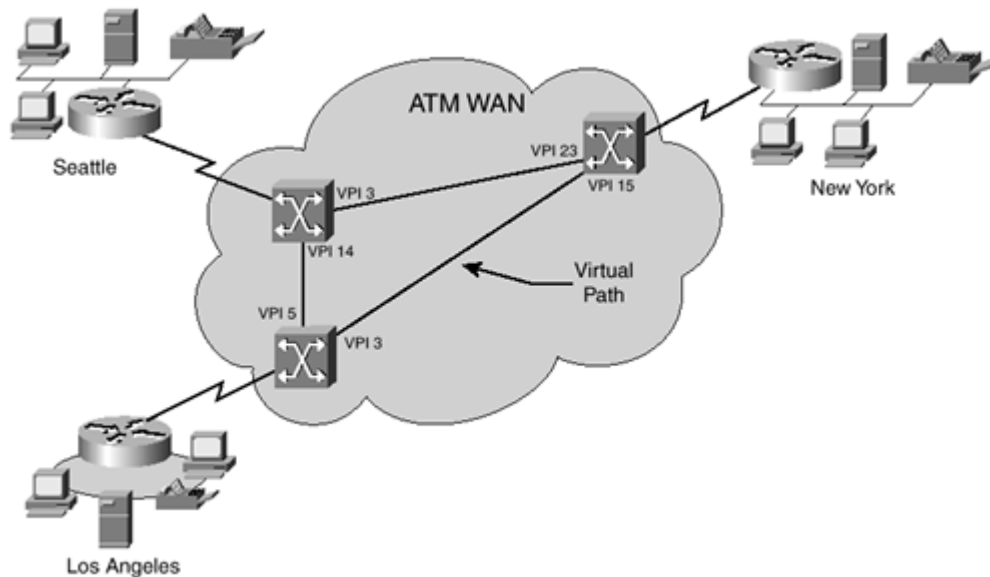 ATM WAN
Seattle
VPI 3
VPI 23
VPI 15
New York
VPI 14
Virtual
Path
VPI 5
VPI 3
Los Angeles